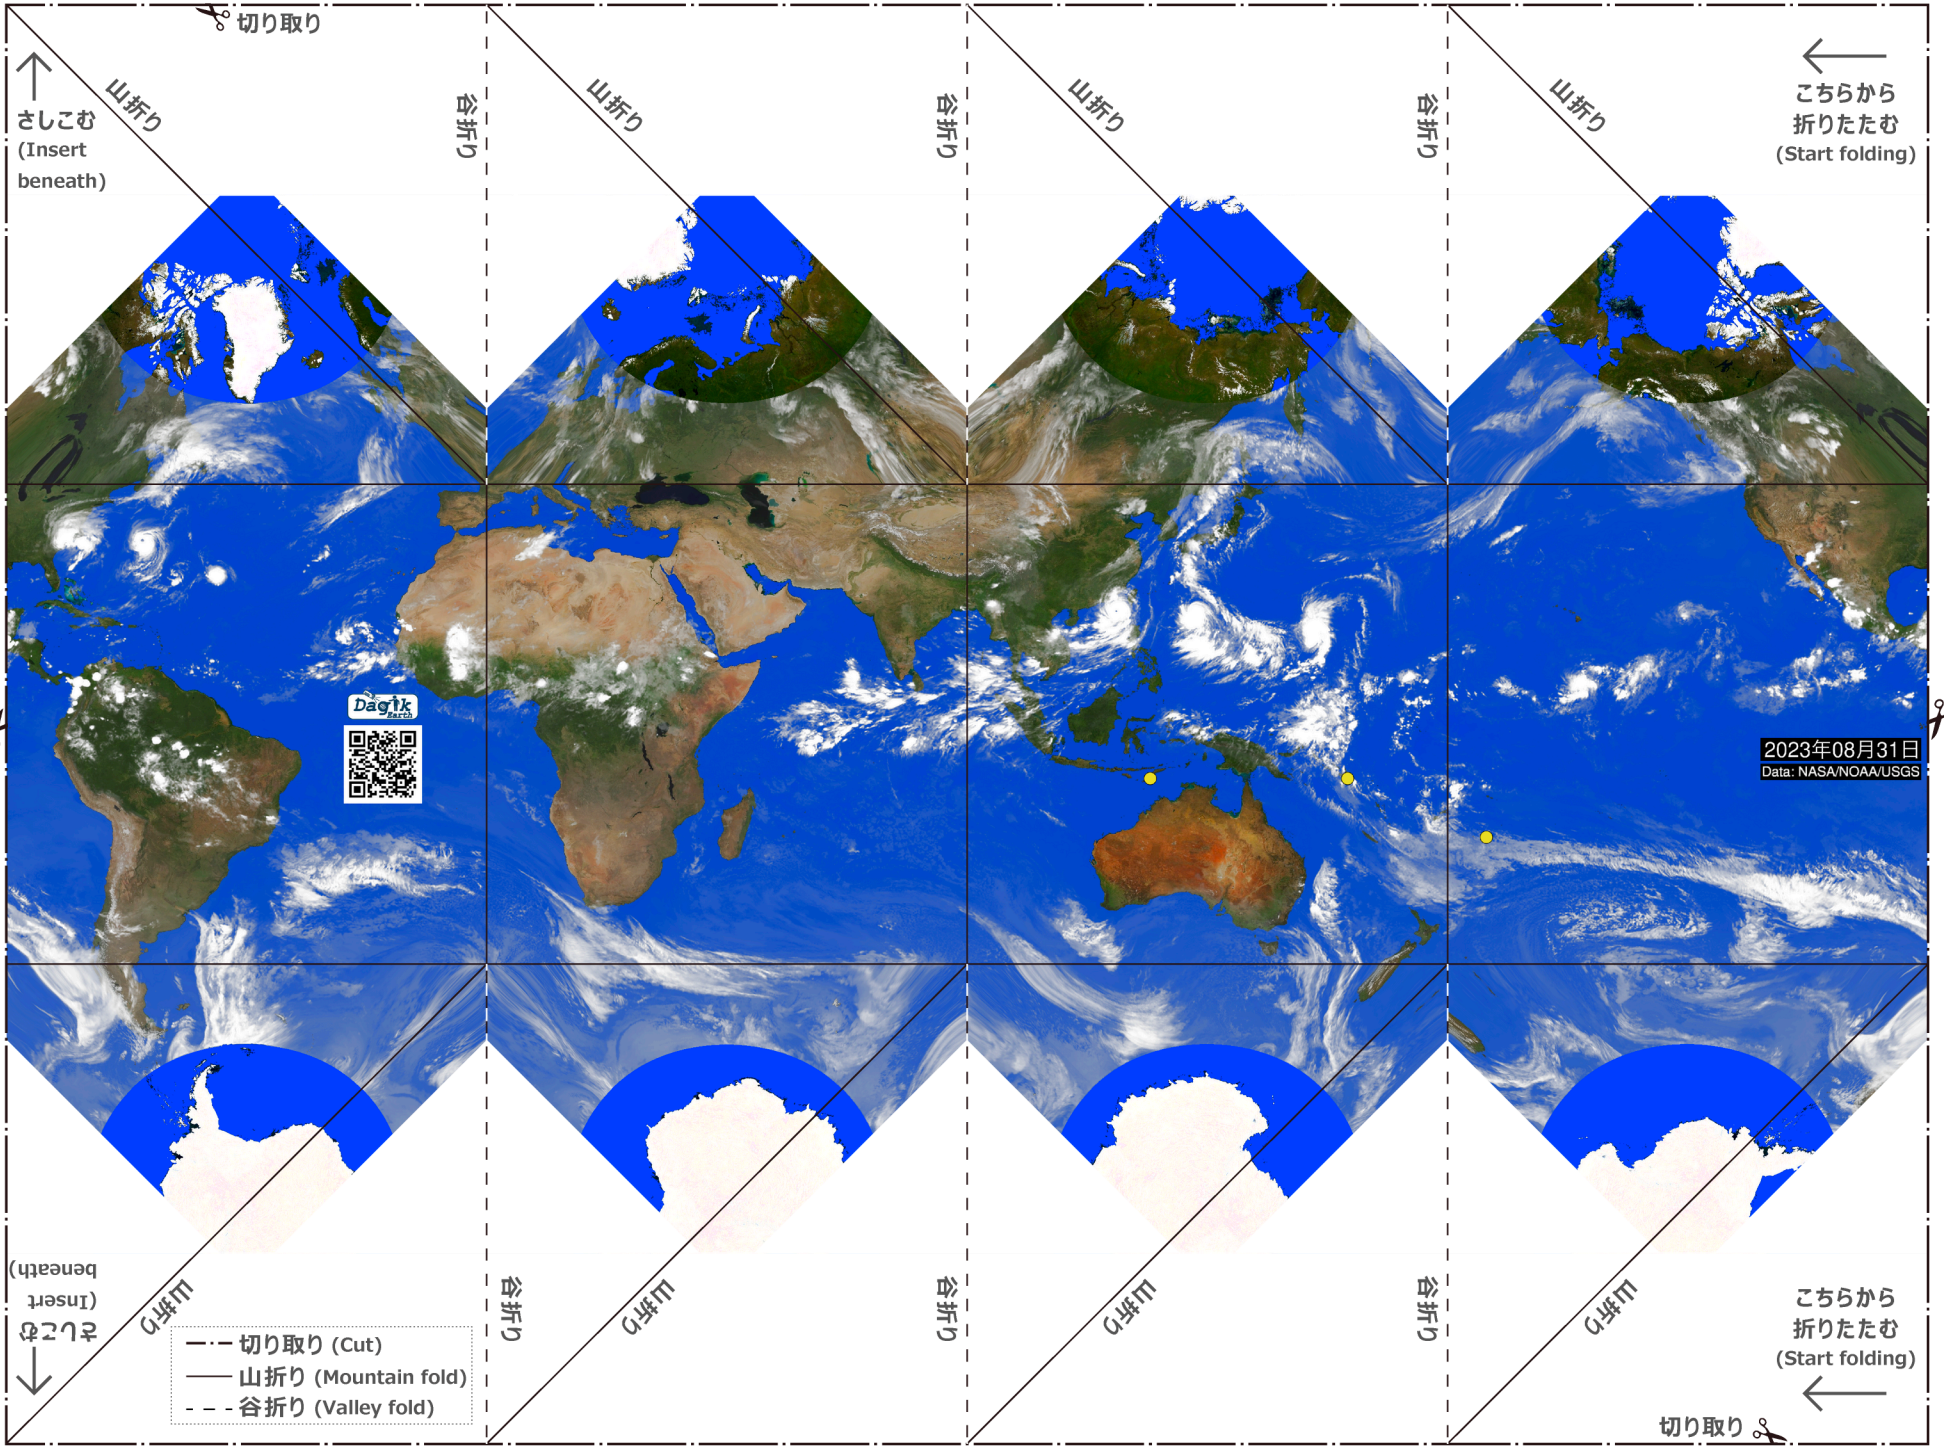 切り取り
山折り
谷折り
山折り
谷折り
山折り
谷折り
山折り
さしこむ
(Insert
beneath)
こちらから
折りたたむ
(Start folding)
Dagik
Earth
2023年08月31日
Data: NASA/NOAA/USGS
さしこむ
(Insert
beneath)
山折り
谷折り
山折り
谷折り
山折り
谷折り
山折り
こちらから
折りたたむ
(Start folding)
切り取り (Cut)
山折り (Mountain fold)
谷折り (Valley fold)
切り取り